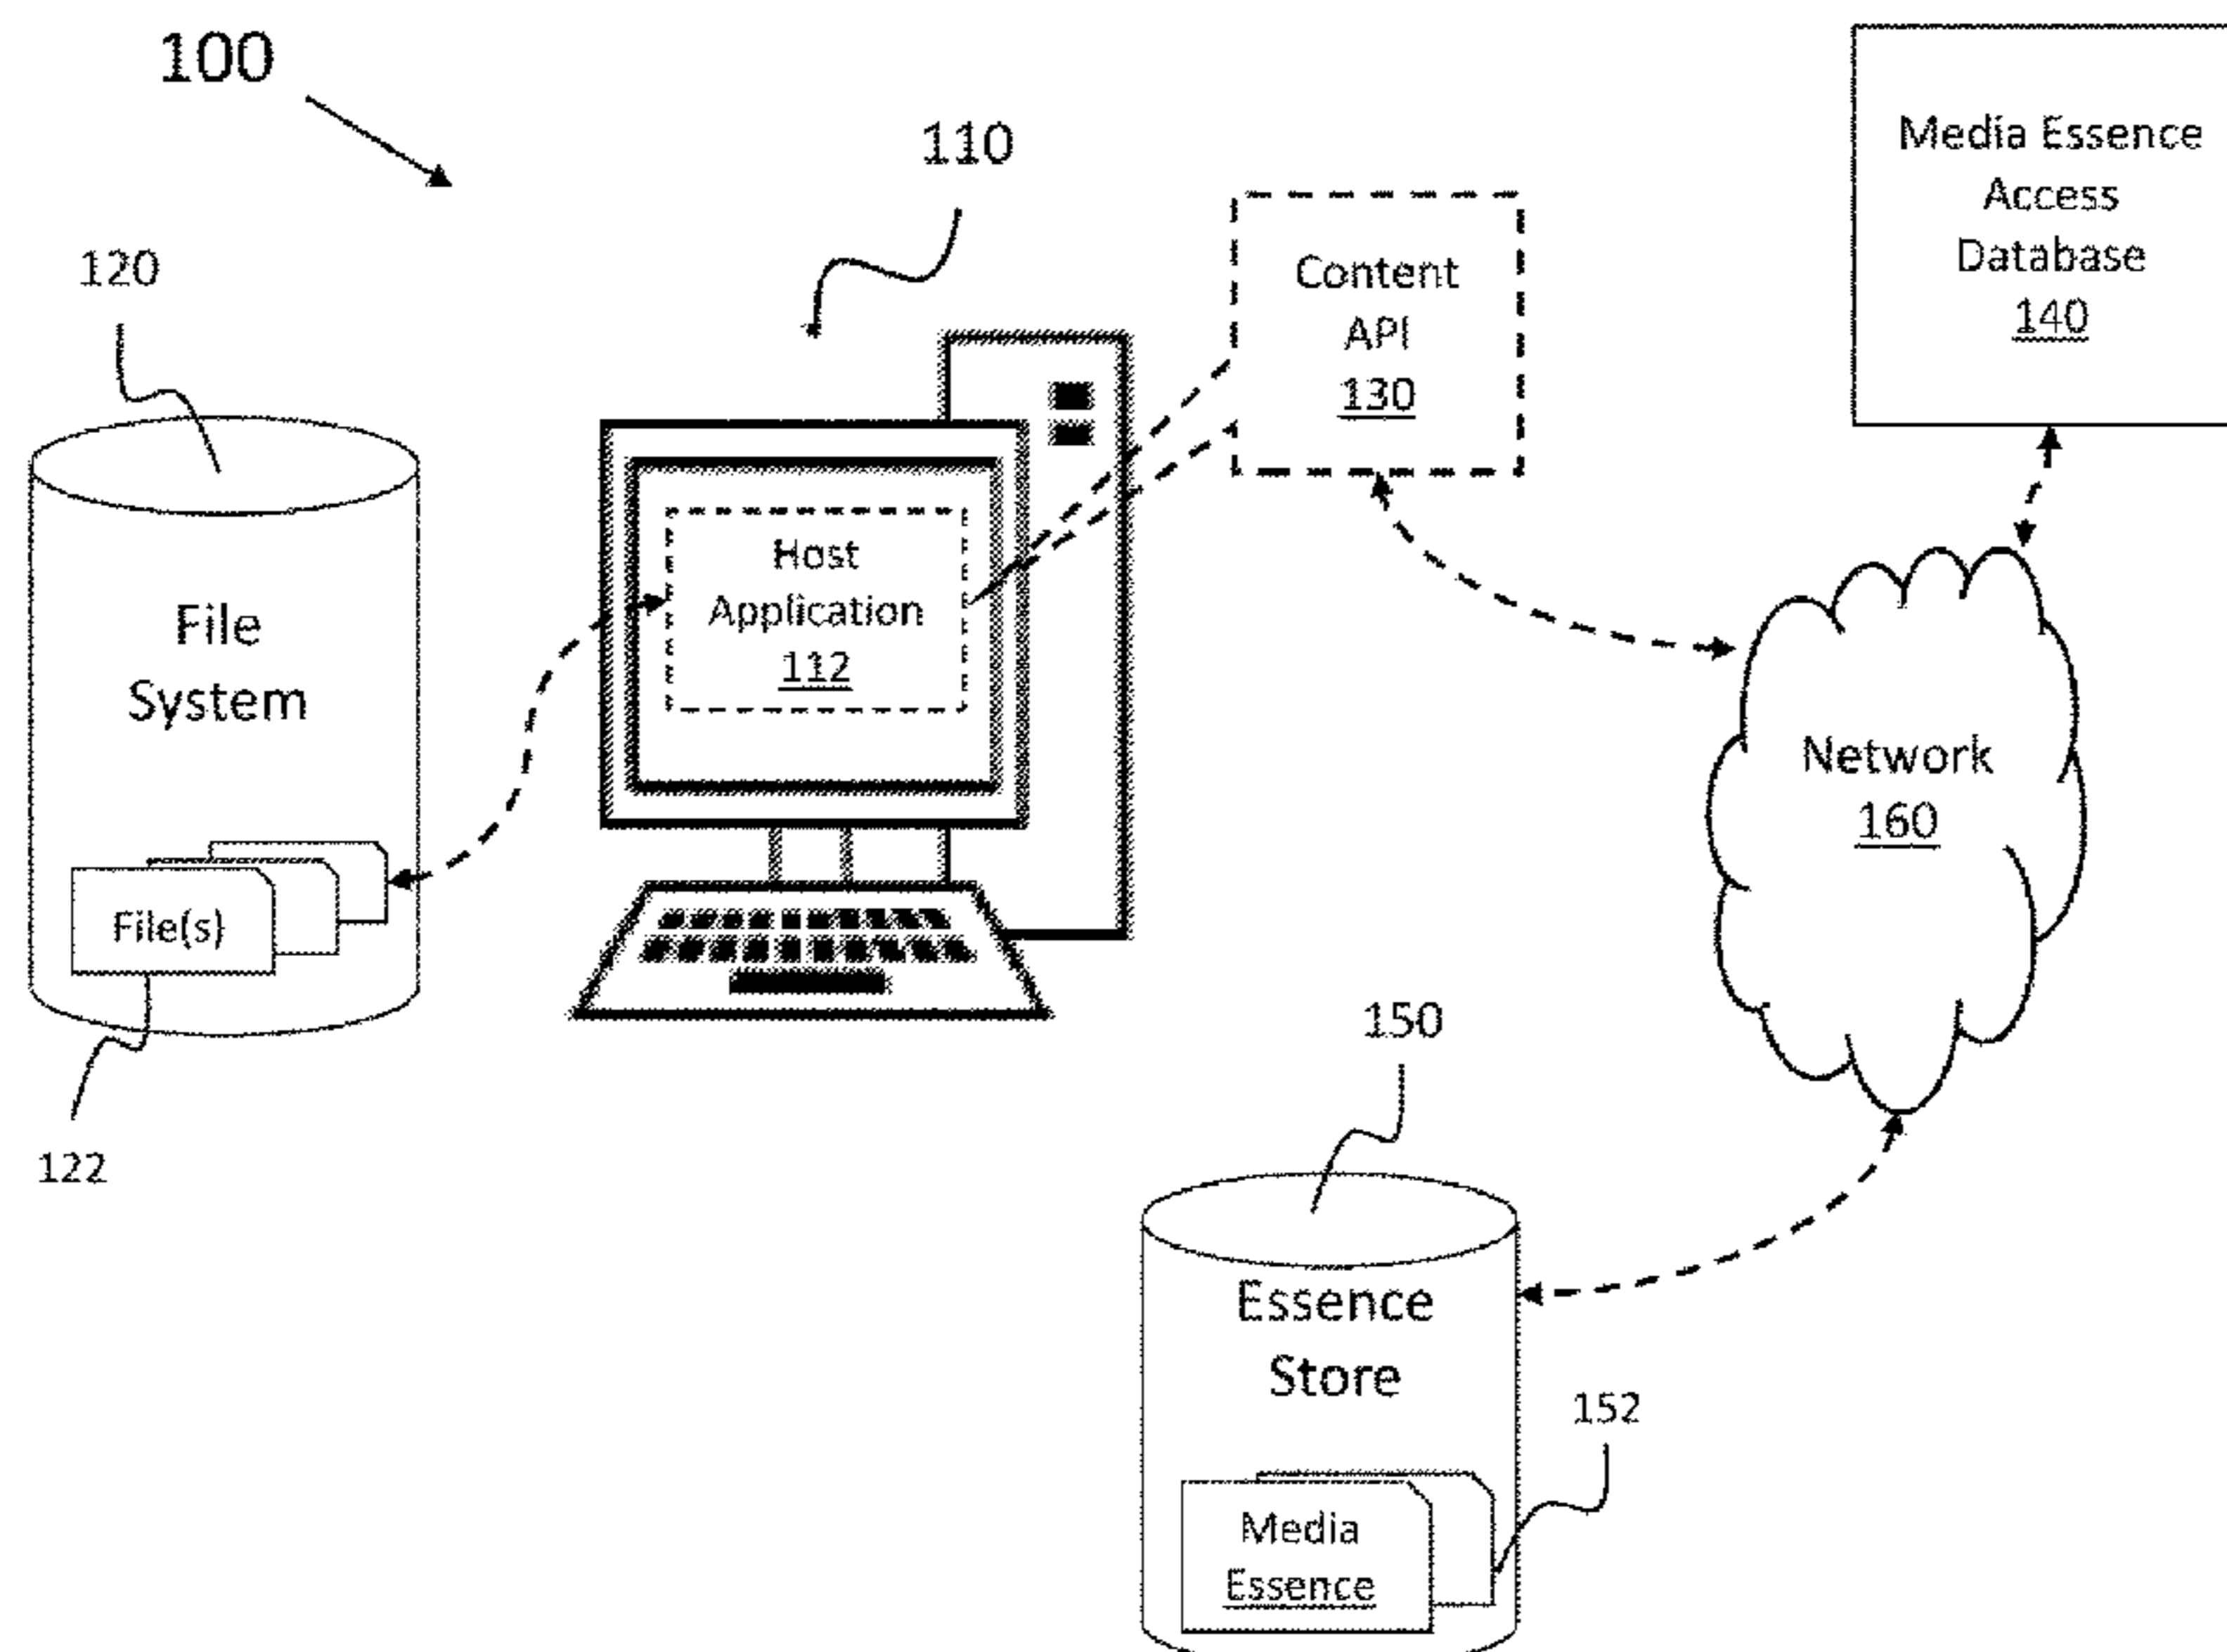 100
110
Media Essence
Access
Database
140
120
Content
API
130
Host
Application
112
File
System
File(s)
122
Network
160
150
Essence
Store
152
Media
Essence